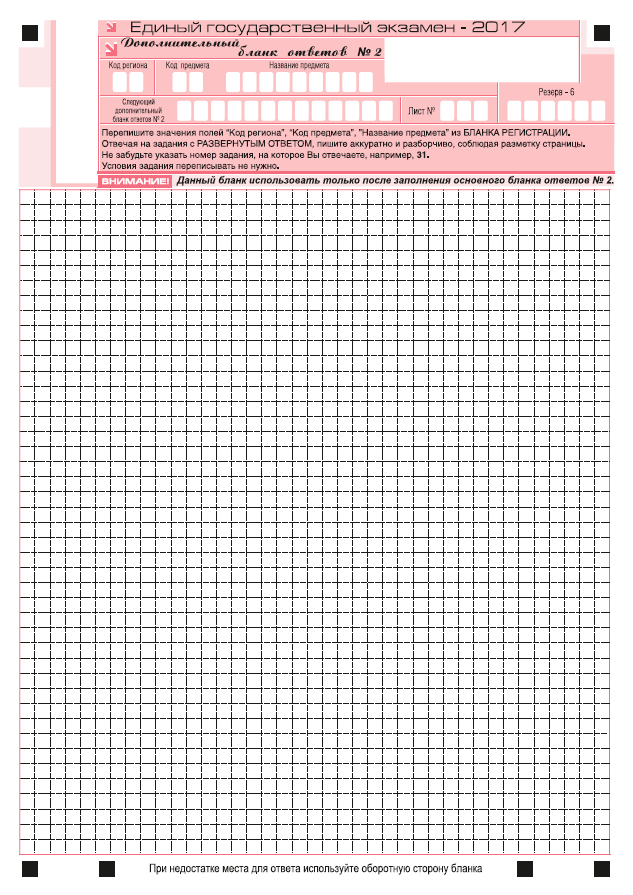 Единый государственный экзамен - 2017
Дополнительный
бланк ответов № 2
Код региона
Код предмета
Название предмета
Резерв - 6
Следующий
дополнительный
бланк ответов № 2
Лист №
Перепишите значения полей "Код региона", "Код предмета", "Название предмета" из БЛАНКА РЕГИСТРАЦИИ.
Отвечая на задания с РАЗВЕРНУТЫМ ОТВЕТОМ, пишите аккуратно и разборчиво, соблюдая разметку страницы.
Не забудьте указать номер задания, на которое Вы отвечаете, например, 31.
Условия задания переписывать не нужно.
ВНИМАНИЕ! Данный бланк использовать только после заполнения основного бланка ответов № 2.
При недостатке места для ответа используйте оборотную сторону бланка